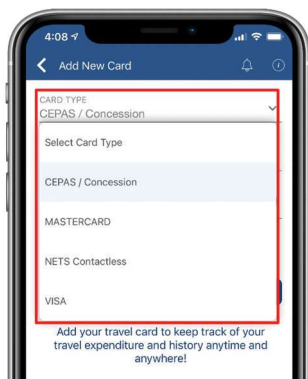 4:08
Add New Card
CARD TYPE
CEPAS / Concession
Select Card Type
CEPAS / Concession
MASTERCARD
NETS Contactless
VISA
Add your travel card to keep track of your
travel expenditure and history anytime and
anywhere!